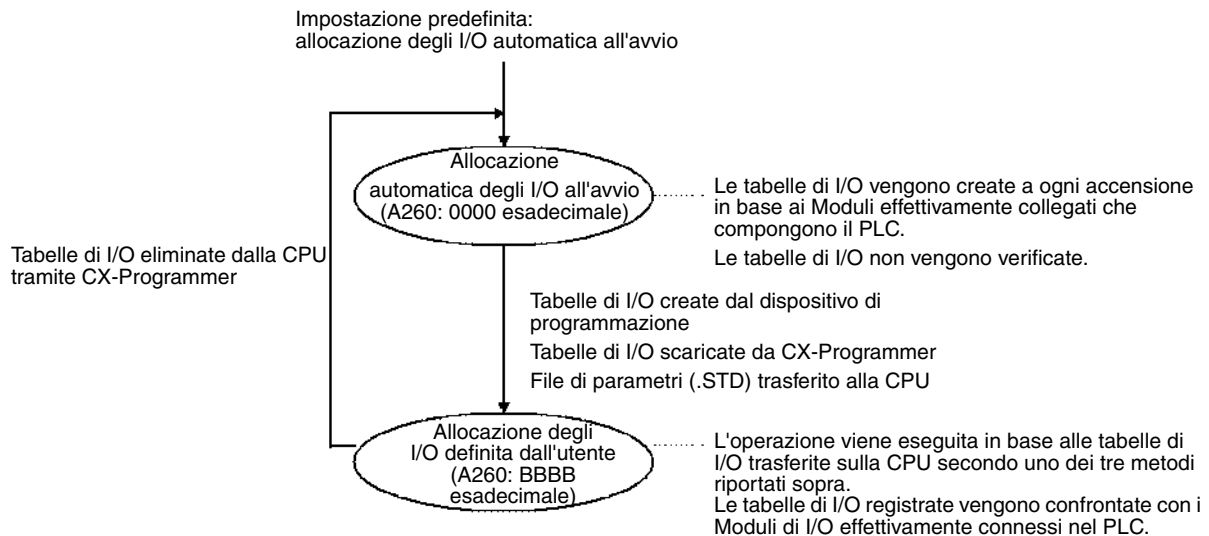 Impostazione predefinita:
allocazione degli I/O automatica all'avvio
Allocazione
automatica degli I/O all'avvio
(A260: 0000 esadecimale)
Le tabelle di I/O vengono create a ogni accensione
in base ai Moduli effettivamente collegati che
compongono il PLC.
Le tabelle di I/O non vengono verificate.
Tabelle di I/O eliminate dalla CPU
tramite CX-Programmer
Tabelle di I/O create dal dispositivo di
programmazione
Tabelle di I/O scaricate da CX-Programmer
File di parametri (.STD) trasferito alla CPU
Allocazione degli
I/O definita dall'utente
(A260: BBBB
esadecimale)
L'operazione viene eseguita in base alle tabelle di
I/O trasferite sulla CPU secondo uno dei tre metodi
riportati sopra.
Le tabelle di I/O registrate vengono confrontate con i
Moduli di I/O effettivamente connessi nel PLC.